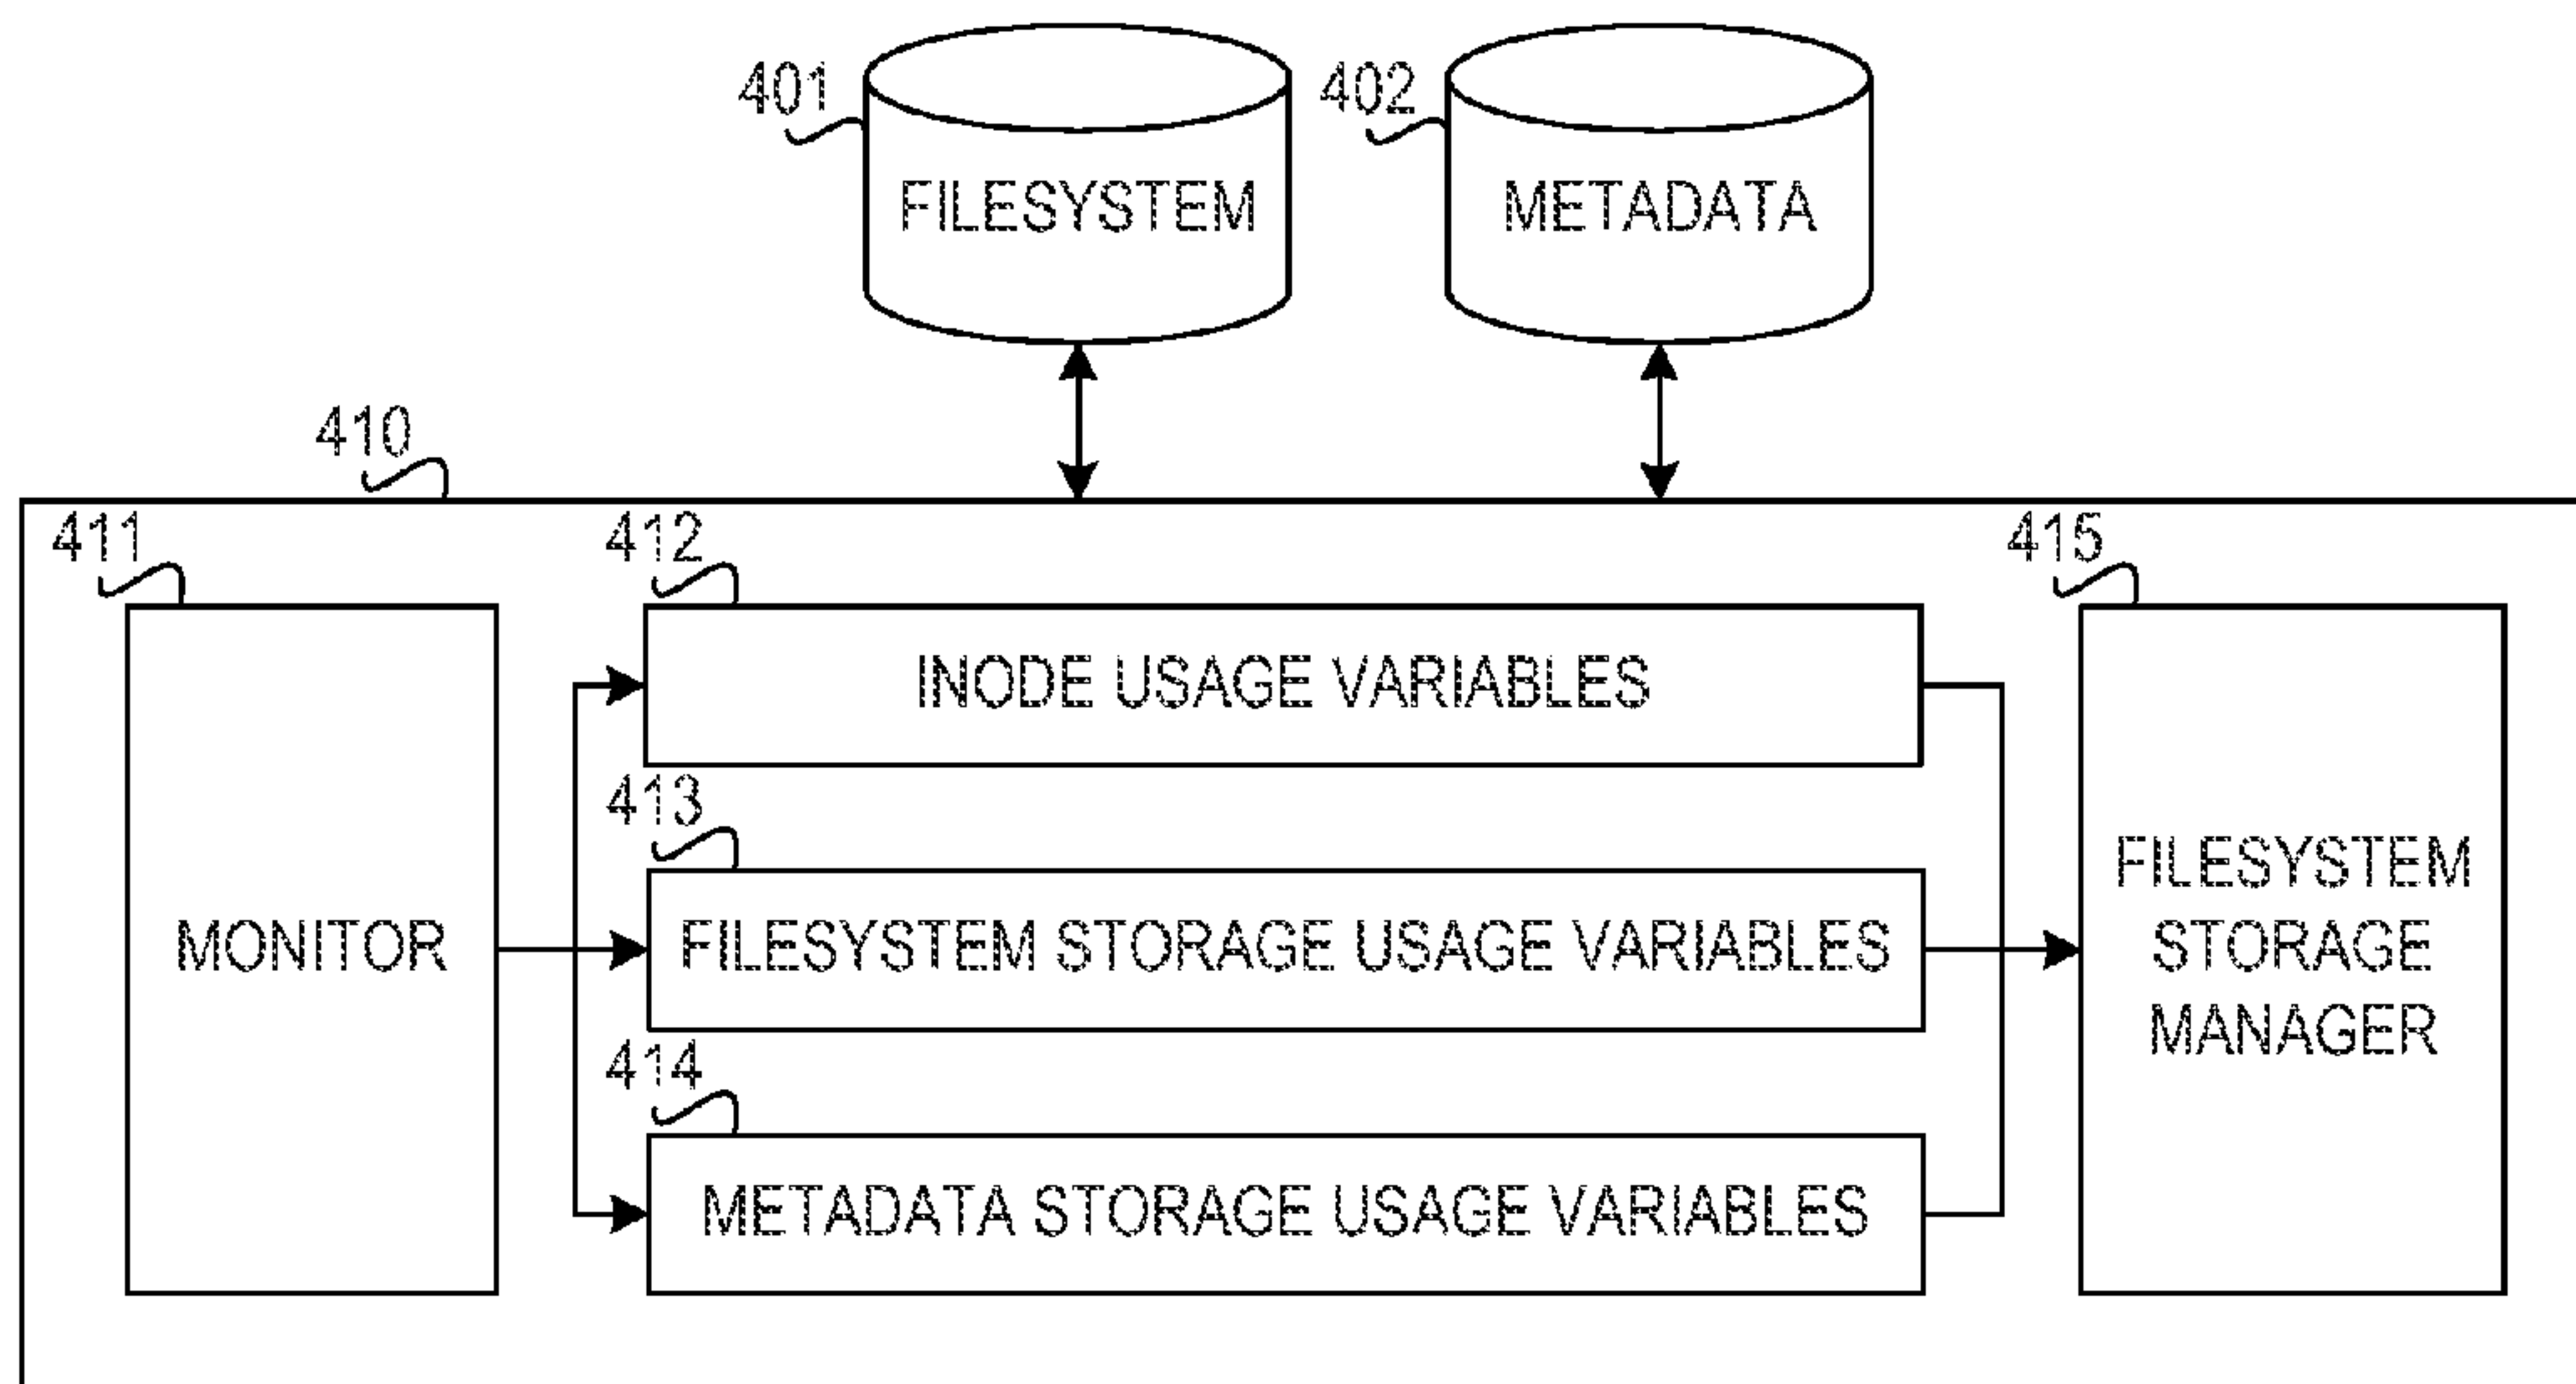 401
402
FILESYSTEM
METADATA
410
411
412
415
INODE USAGE VARIABLES
413
MONITOR
FILESYSTEM STORAGE USAGE VARIABLES
FILESYSTEM
STORAGE
MANAGER
414
METADATA STORAGE USAGE VARIABLES